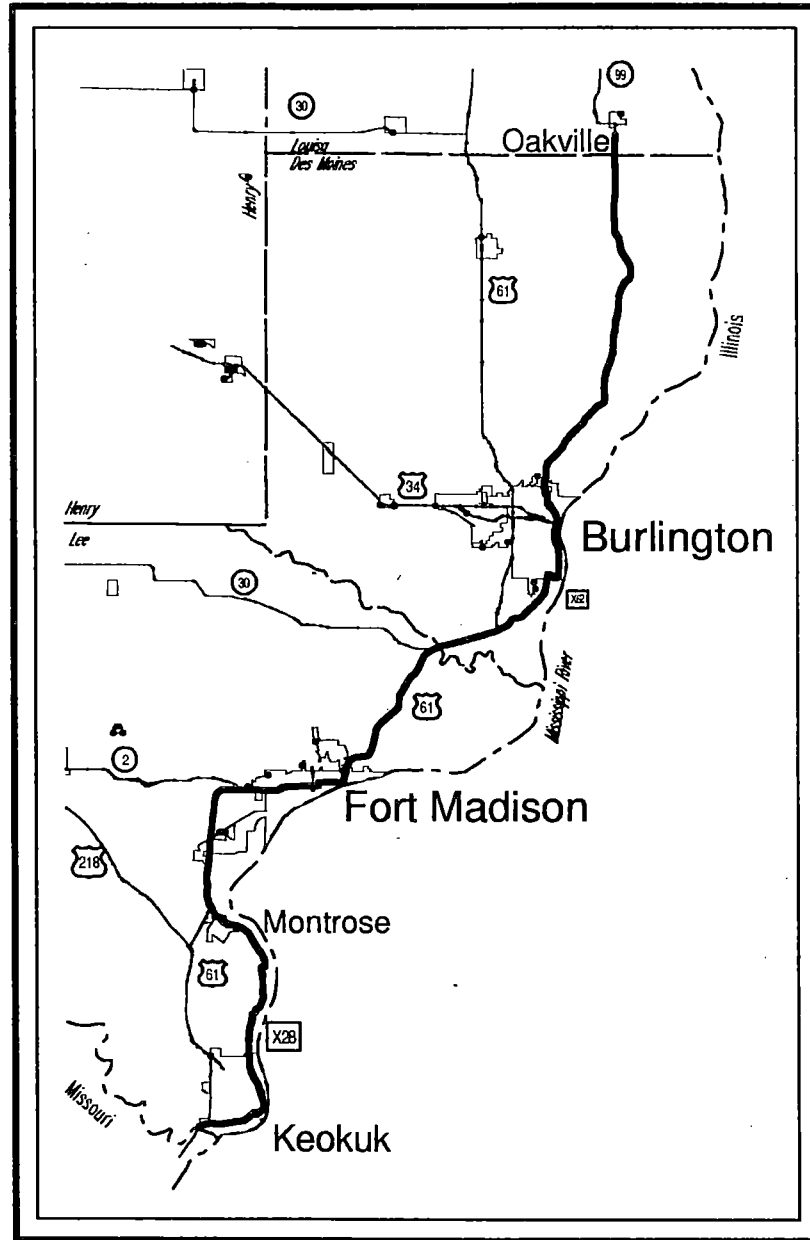 99
30
Oakville
Louisa
Des Moines
Henry
61
Illinois
34
Henry
Lee
Burlington
30
X62
61
Mississippi River
2
Fort Madison
218
Montrose
61
X28
Missouri
Keokuk